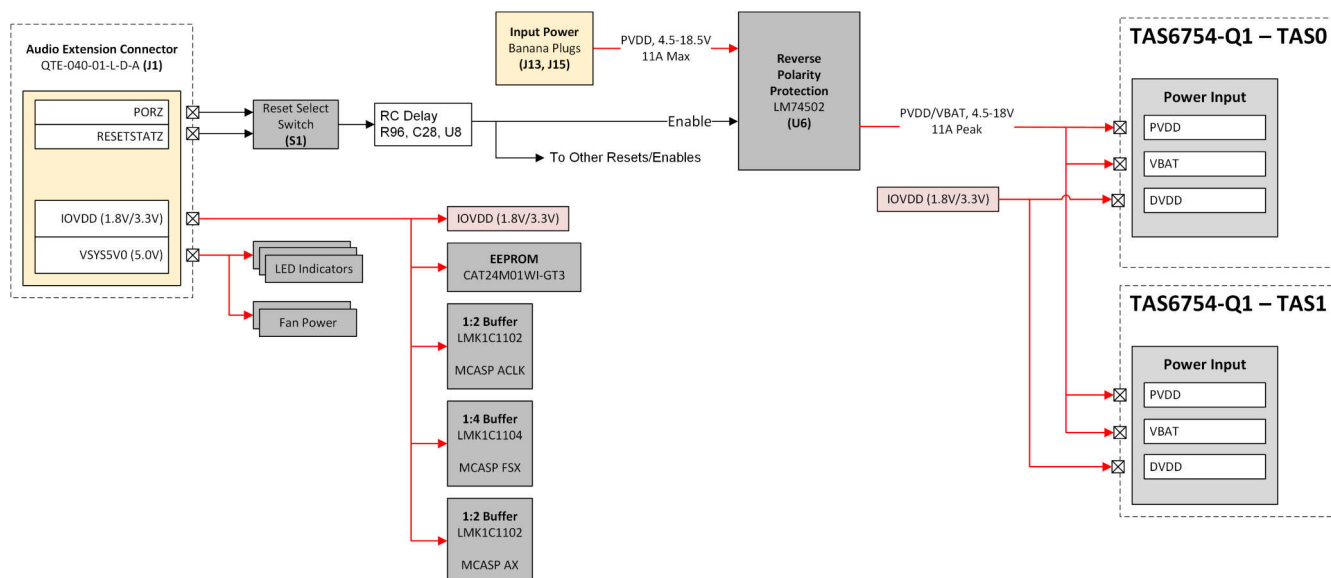 Audio Extension Connector
QTE-040-01-L-D-A (J1)
PORZ
RESETSTATZ
IOVDD (1.8V/3.3V)
VSYS5V0 (5.0V)
Reset Select
Switch
(S1)
RC Delay
R96, C28, U8
Enable
To Other Resets/Enables
LED Indicators
Fan Power
IOVDD (1.8V/3.3V)
EEPROM
CAT24M01WI-GT3
1:2 Buffer
LMK1C1102
MCASP ACLK
1:4 Buffer
LMK1C1104
MCASP FSX
1:2 Buffer
LMK1C1102
MCASP AX
Input Power
Banana Plugs
(J13, J15)
PVDD, 4.5-18.5V
11A Max
Reverse
Polarity
Protection
LM74502
(U6)
PVDD/VBAT, 4.5-18V
11A Peak
IOVDD (1.8V/3.3V)
TAS6754-Q1 – TAS0
Power Input
PVDD
VBAT
DVDD
TAS6754-Q1 – TAS1
Power Input
PVDD
VBAT
DVDD